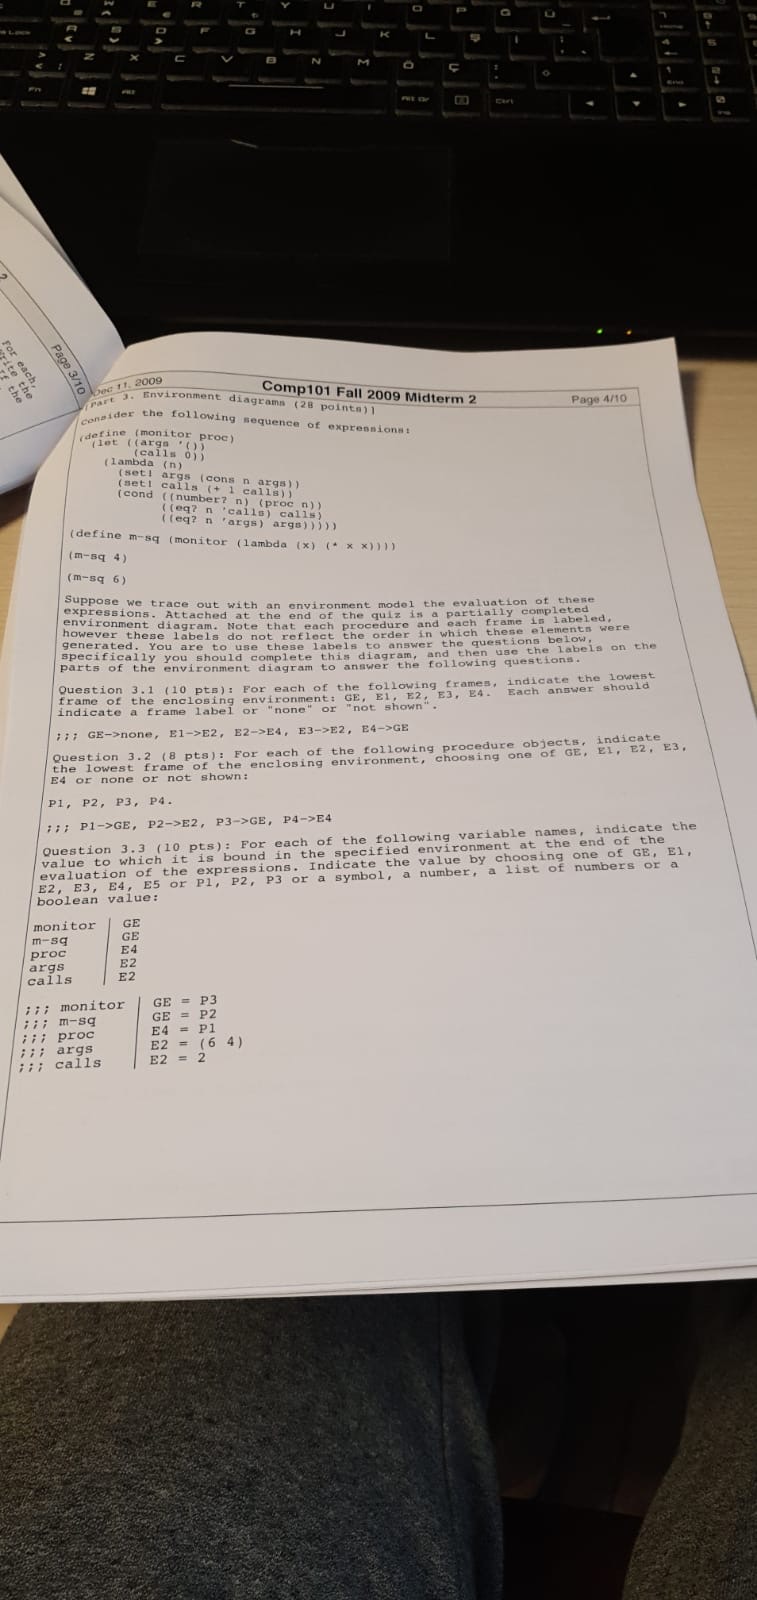 Page 3/10
For each,
Dec 11, 2009
Comp101 Fall 2009 Midterm 2
Page 4/10
Part 3. Environment diagrams (28 points)]
Consider the following sequence of expressions:
(define (monitor proc)
(let ((args '())
(calls 0))
(lambda (n)
(set! args (cons n args))
(set! calls (+ 1 calls))
(cond ((number? n) (proc n))
((eq? n 'calls) calls)
((eq? n 'args) args)))))
(define m-sq (monitor (lambda (x) (* x x))))
(m-sq 4)
(m-sq 6)
Suppose we trace out with an environment model the evaluation of these
expressions. Attached at the end of the quiz is a partially completed
environment diagram. Note that each procedure and each frame is labeled,
however these labels do not reflect the order in which these elements were
generated. You are to use these labels to answer the questions below,
specifically you should complete this diagram, and then use the labels on the
parts of the environment diagram to answer the following questions.
Question 3.1 (10 pts): For each of the following frames, indicate the lowest
frame of the enclosing environment: GE, E1, E2, E3, E4. Each answer should
indicate a frame label or "none" or "not shown".
;;; GE->none, E1->E2, E2->E4, E3->E2, E4->GE
Question 3.2 (8 pts): For each of the following procedure objects, indicate
the lowest frame of the enclosing environment, choosing one of GE, E1, E2, E3,
E4 or none or not shown:
P1, P2, P3, P4.
;;; P1->GE, P2->E2, P3->GE, P4->E4
Question 3.3 (10 pts): For each of the following variable names, indicate the
value to which it is bound in the specified environment at the end of the
evaluation of the expressions. Indicate the value by choosing one of GE, E1,
E2, E3, E4, E5 or P1, P2, P3 or a symbol, a number, a list of numbers or a
boolean value:
monitor | GE
m-sq | GE
proc | E4
args | E2
calls | E2
;;; monitor | GE = P3
;;; m-sq | GE = P2
;;; proc | E4 = P1
;;; args | E2 = (6 4)
;;; calls | E2 = 2